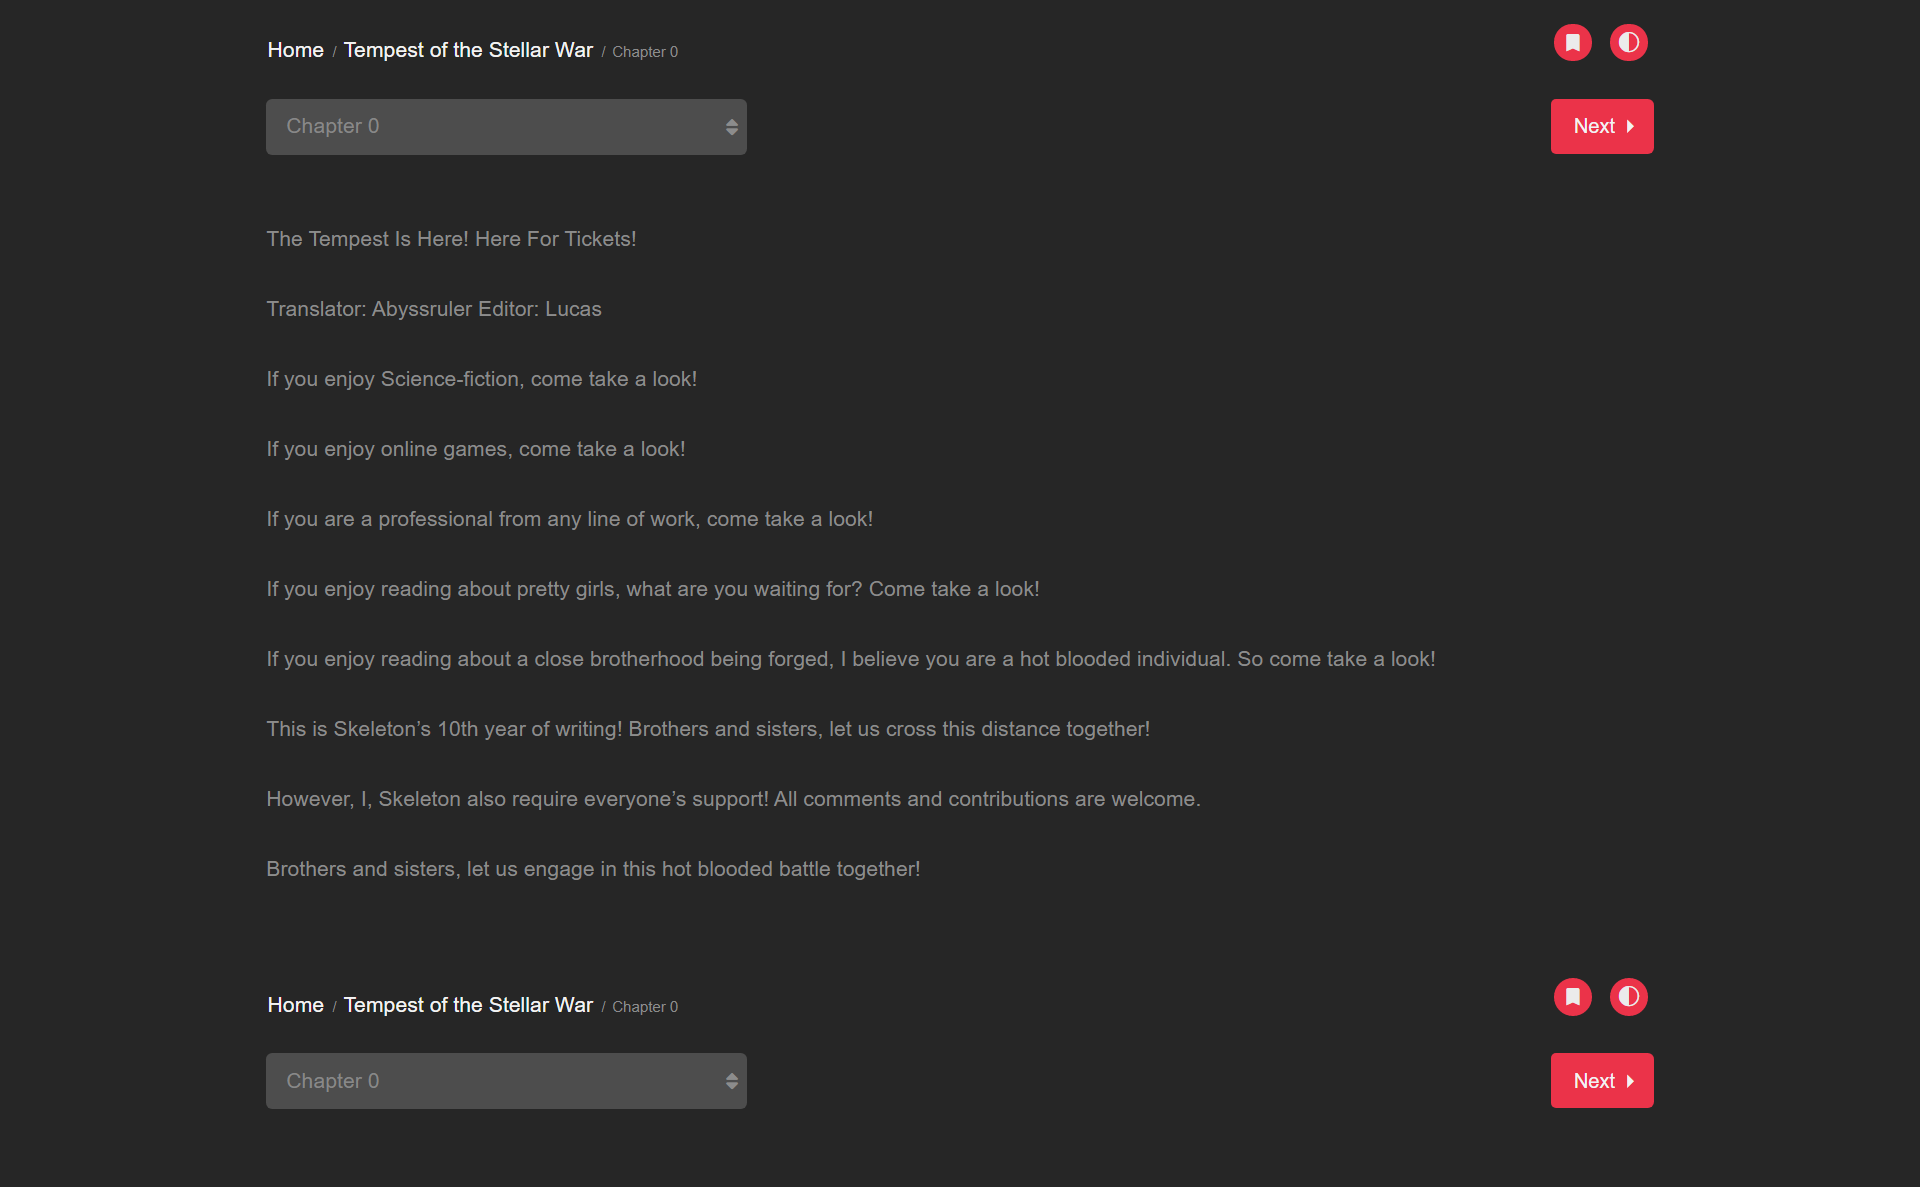 Home / Tempest of the Stellar War / Chapter 0
Chapter 0
Next
The Tempest Is Here! Here For Tickets!
Translator: Abyssruler Editor: Lucas
If you enjoy Science-fiction, come take a look!
If you enjoy online games, come take a look!
If you are a professional from any line of work, come take a look!
If you enjoy reading about pretty girls, what are you waiting for? Come take a look!
If you enjoy reading about a close brotherhood being forged, I believe you are a hot blooded individual. So come take a look!
This is Skeleton’s 10th year of writing! Brothers and sisters, let us cross this distance together!
However, I, Skeleton also require everyone’s support! All comments and contributions are welcome.
Brothers and sisters, let us engage in this hot blooded battle together!
Home / Tempest of the Stellar War / Chapter 0
Chapter 0
Next